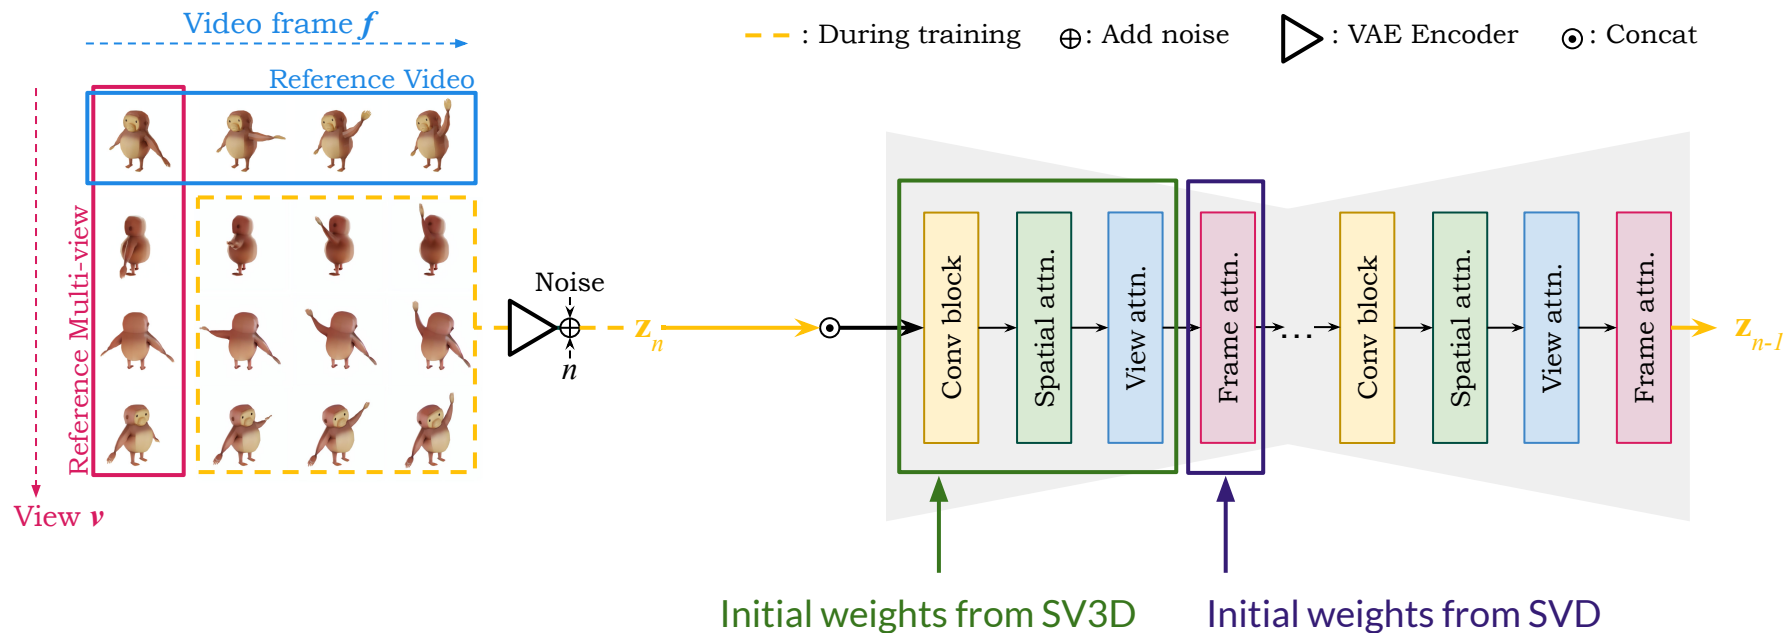 Video frame f
: During training
: Add noise
: VAE Encoder
: Concat
Reference Video
Reference Multi-view
View v
Noise
n
z_n
Conv block
Spatial attn.
View attn.
Frame attn.
...
Conv block
Spatial attn.
View attn.
Frame attn.
z_{n-1}
Initial weights from SV3D
Initial weights from SVD